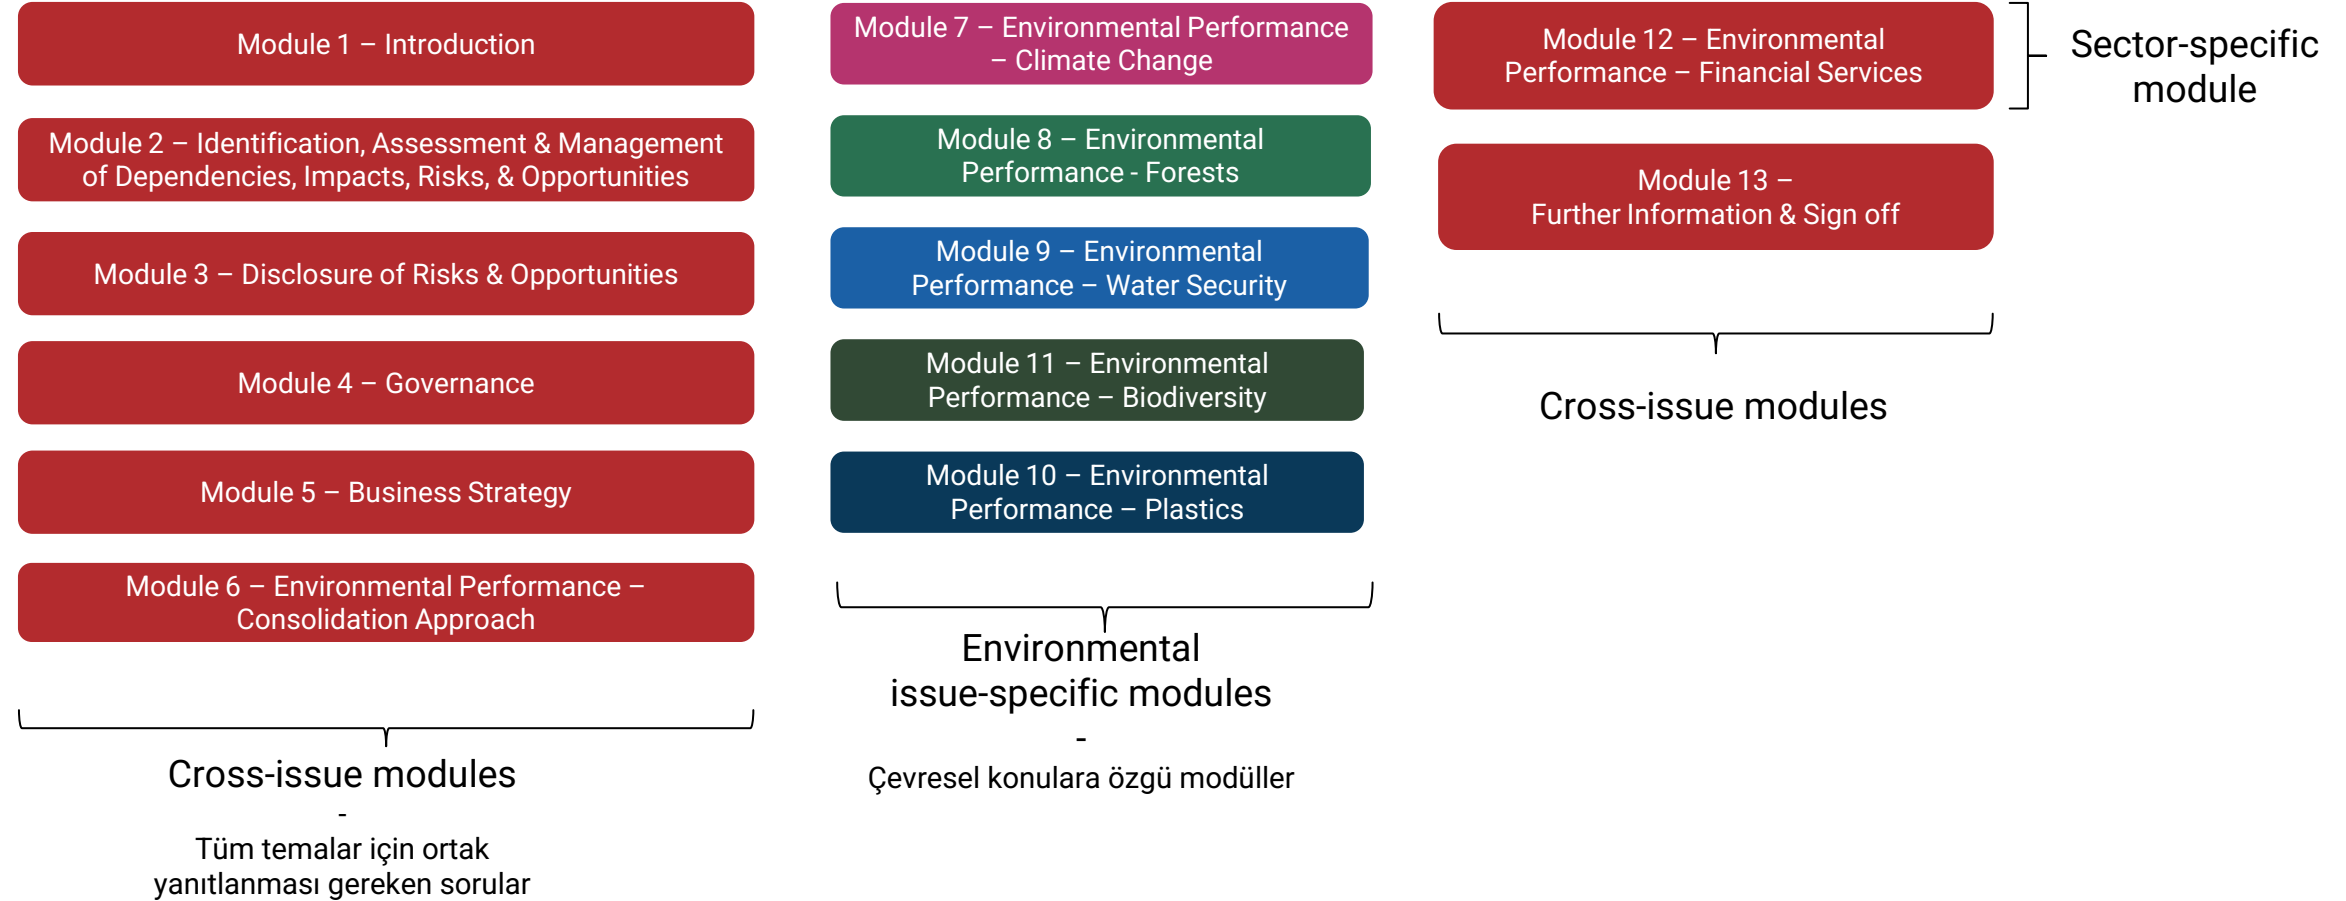 Module 1 – Introduction
Module 2 – Identification, Assessment & Management
of Dependencies, Impacts, Risks, & Opportunities
Module 3 – Disclosure of Risks & Opportunities
Module 4 – Governance
Module 5 – Business Strategy
Module 6 – Environmental Performance –
Consolidation Approach
Cross-issue modules
-
Tüm temalar için ortak
yanıtlanması gereken sorular
Module 7 – Environmental Performance
– Climate Change
Module 8 – Environmental
Performance - Forests
Module 9 – Environmental
Performance – Water Security
Module 11 – Environmental
Performance – Biodiversity
Module 10 – Environmental
Performance – Plastics
Environmental
issue-specific modules
-
Çevresel konulara özgü modüller
Module 12 – Environmental
Performance – Financial Services
Module 13 –
Further Information & Sign off
Cross-issue modules
Sector-specific
module